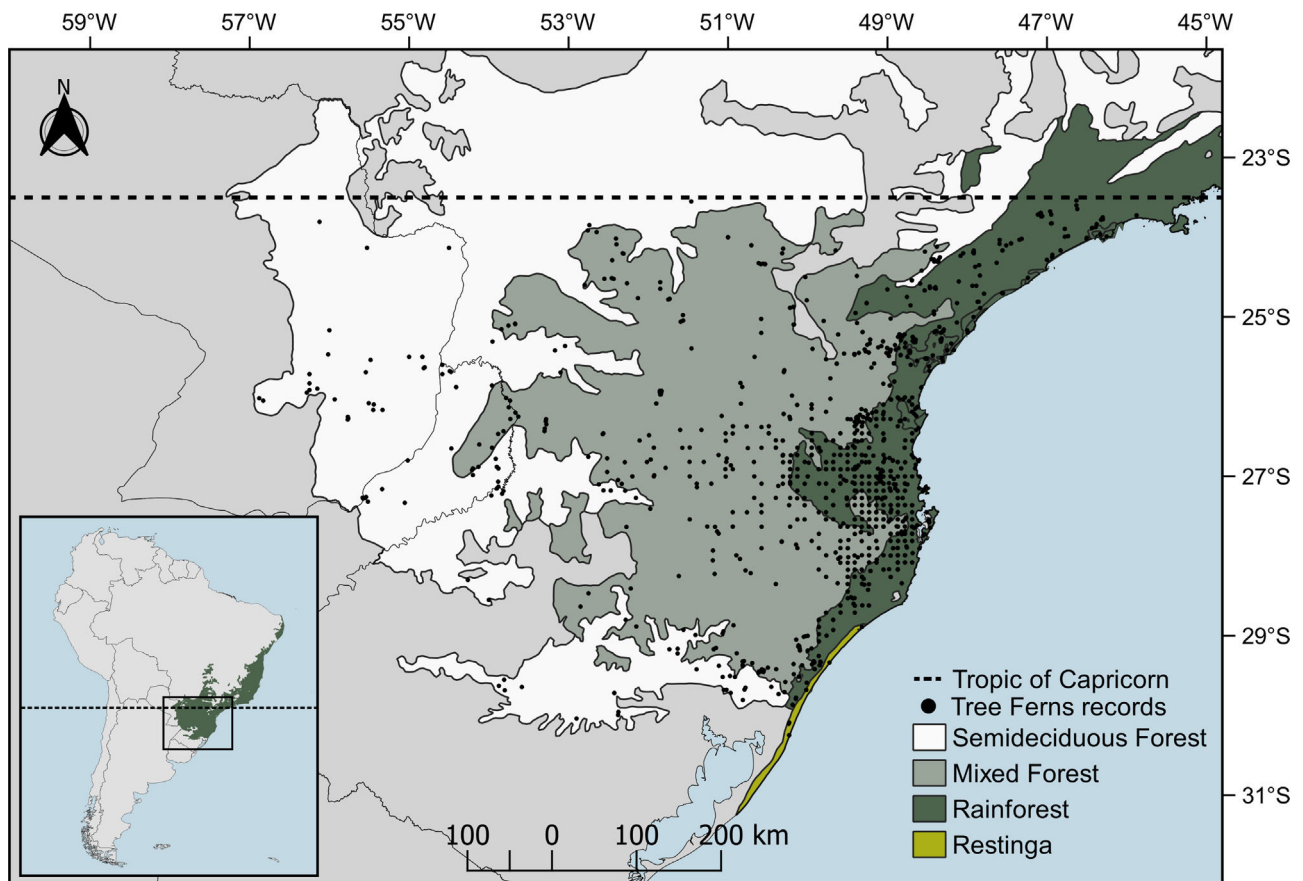 59°W 57°W 55°W 53°W 51°W 49°W 47°W 45°W
N
23°S
25°S
27°S
29°S
Tropic of Capricorn
Tree Ferns records
Semideciduous Forest
Mixed Forest
Rainforest
Restinga
31°S
100 0 100 200 km